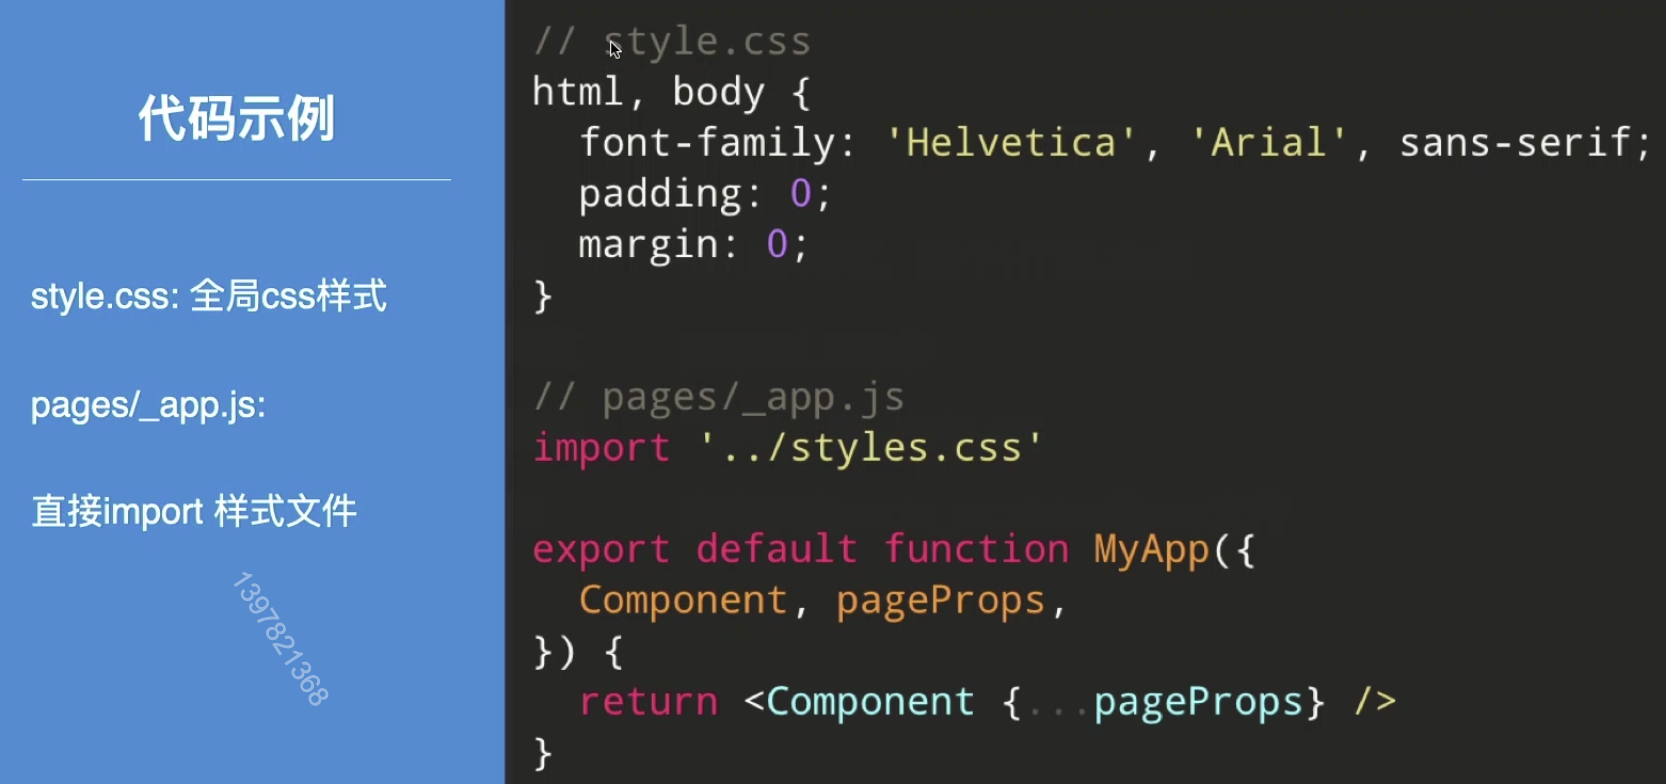 代码示例
style.css: 全局css样式
pages/_app.js:
直接import 样式文件
1397821368
// style.css
html, body {
  font-family: 'Helvetica', 'Arial', sans-serif;
  padding: 0;
  margin: 0;
}
// pages/_app.js
import '../styles.css'
export default function MyApp({
  Component, pageProps,
}) {
  return <Component {...pageProps} />
}